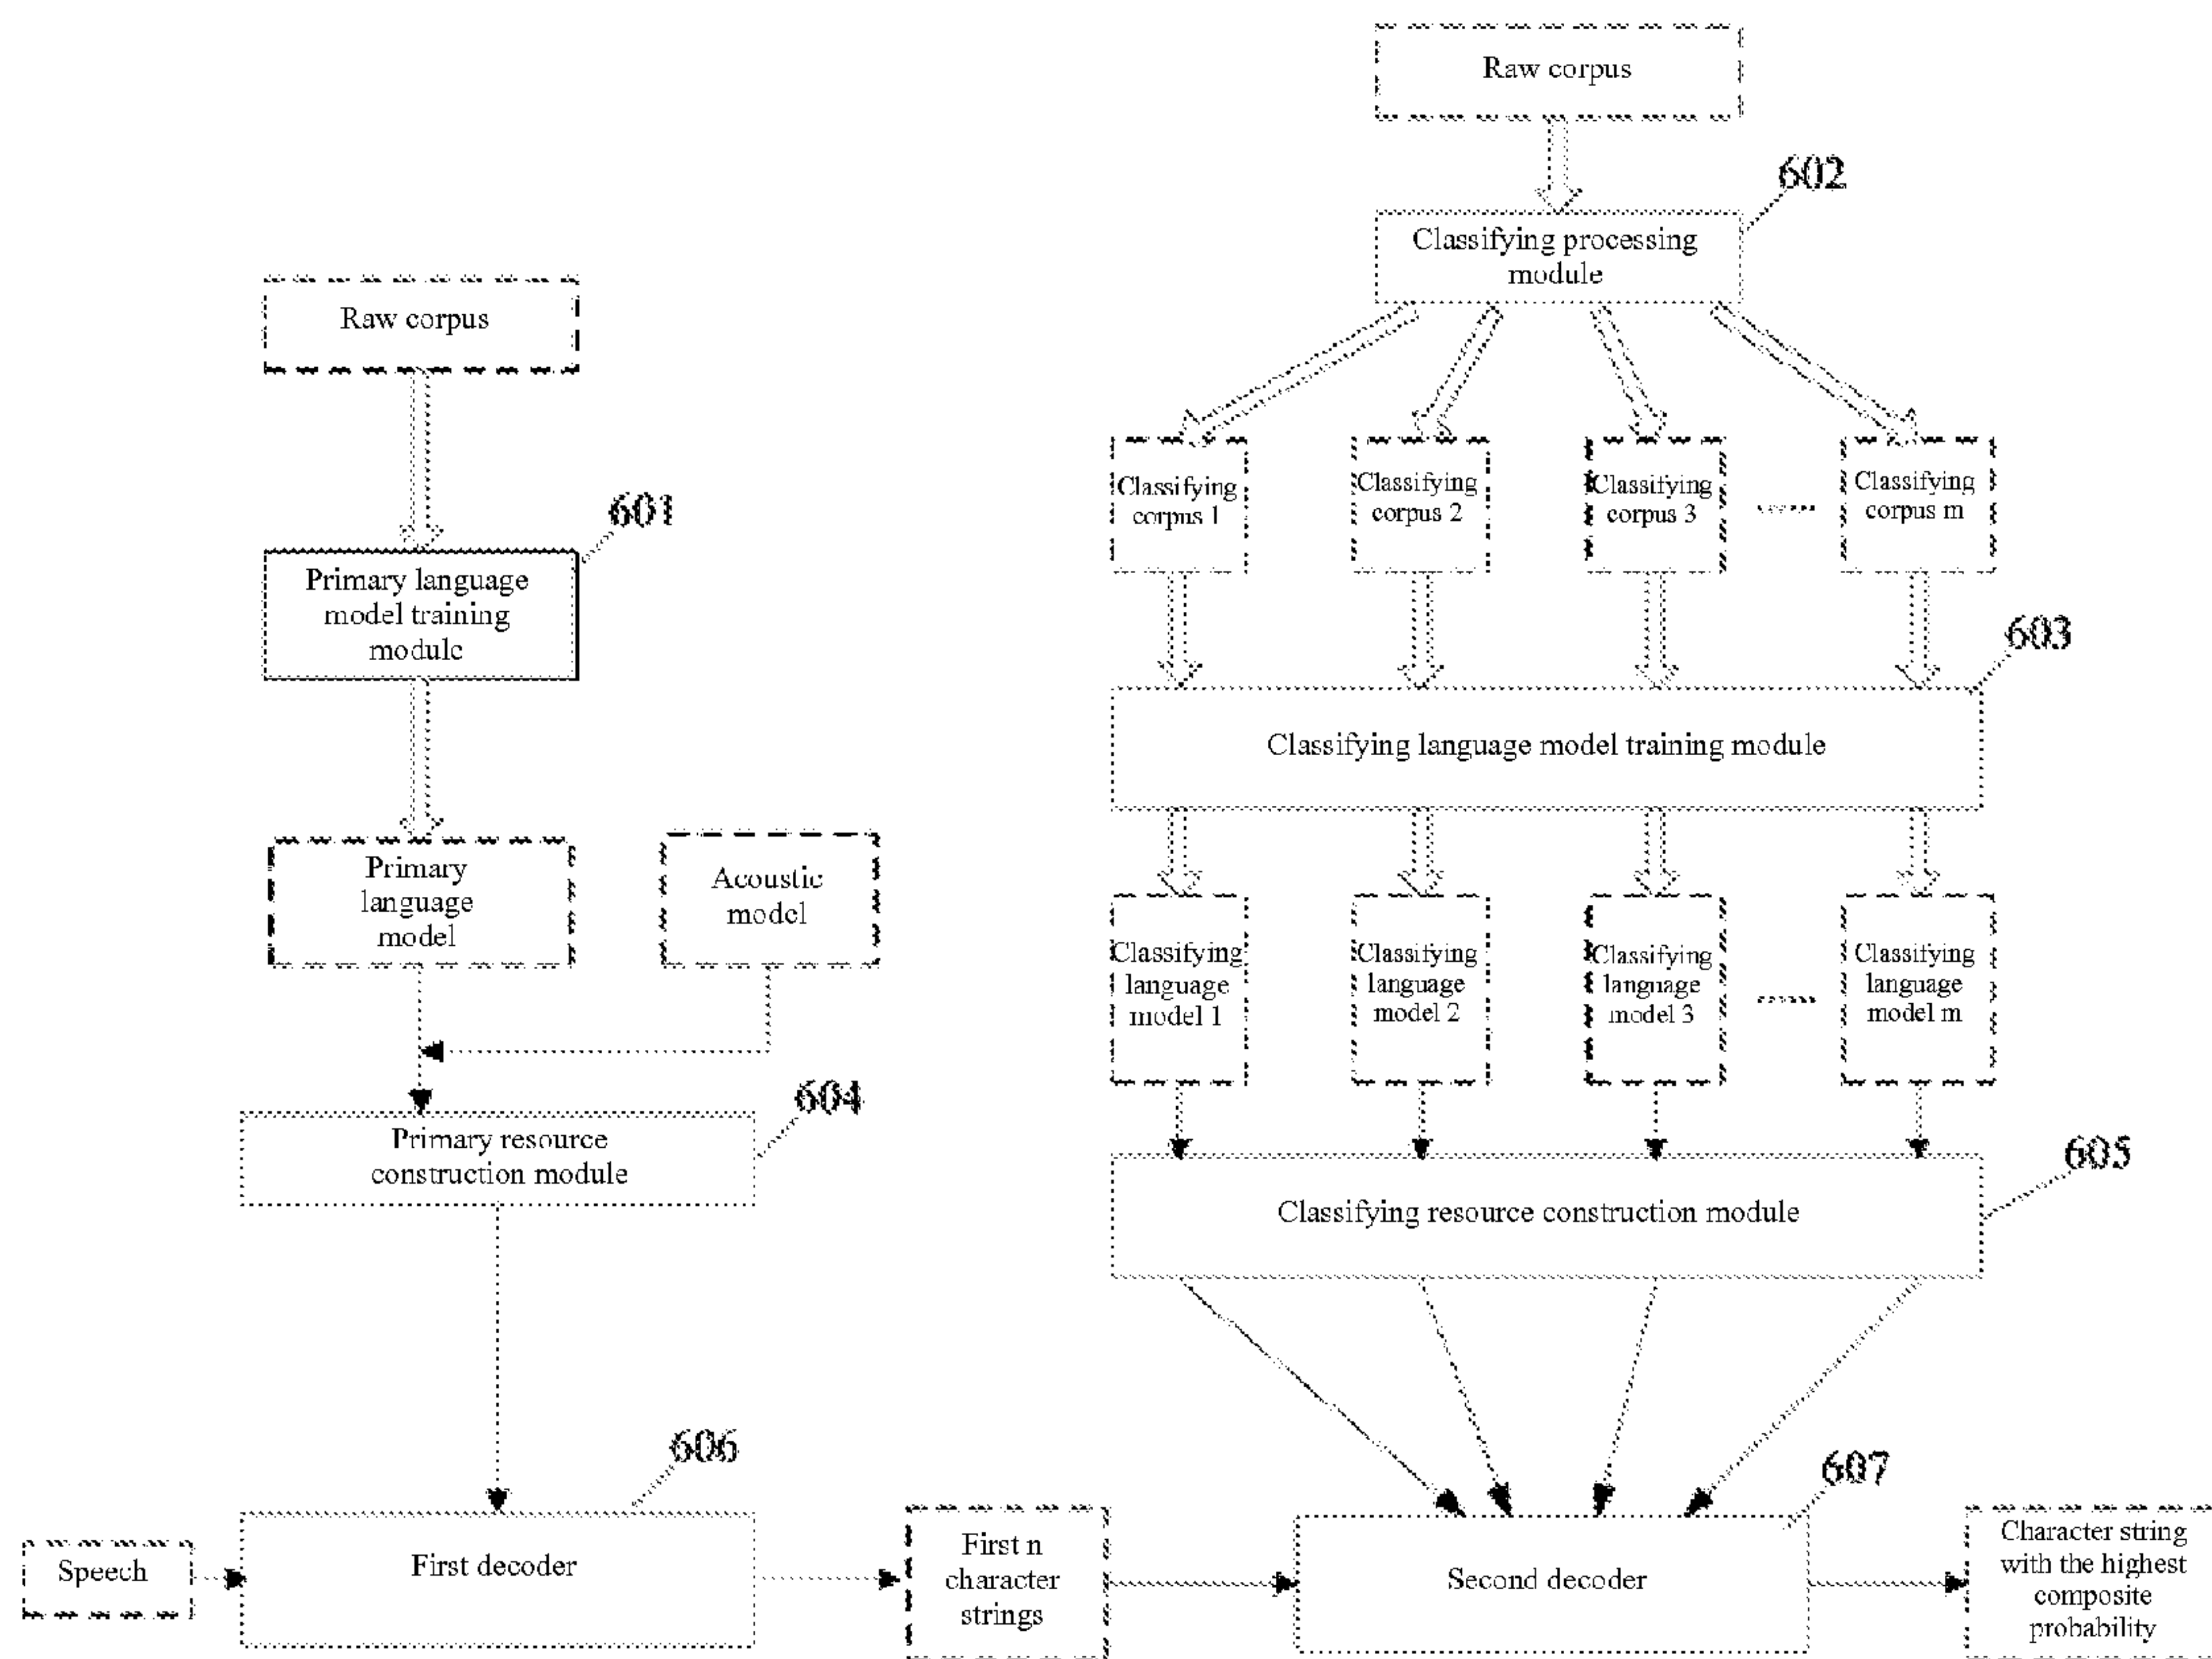 Raw corpus
602
Classifying processing
module
Raw corpus
601
Primary language
model training
module
Classifying
corpus 1
Classifying
corpus 2
Classifying
corpus 3
Classifying
corpus m
603
Classifying language model training module
Primary
language
model
Acoustic
model
Classifying
language
model 1
Classifying
language
model 2
Classifying
language
model 3
Classifying
language
model m
604
Primary resource
construction module
605
Classifying resource construction module
606
607
Speech
First decoder
First n
character
strings
Second decoder
Character string
with the highest
composite
probability